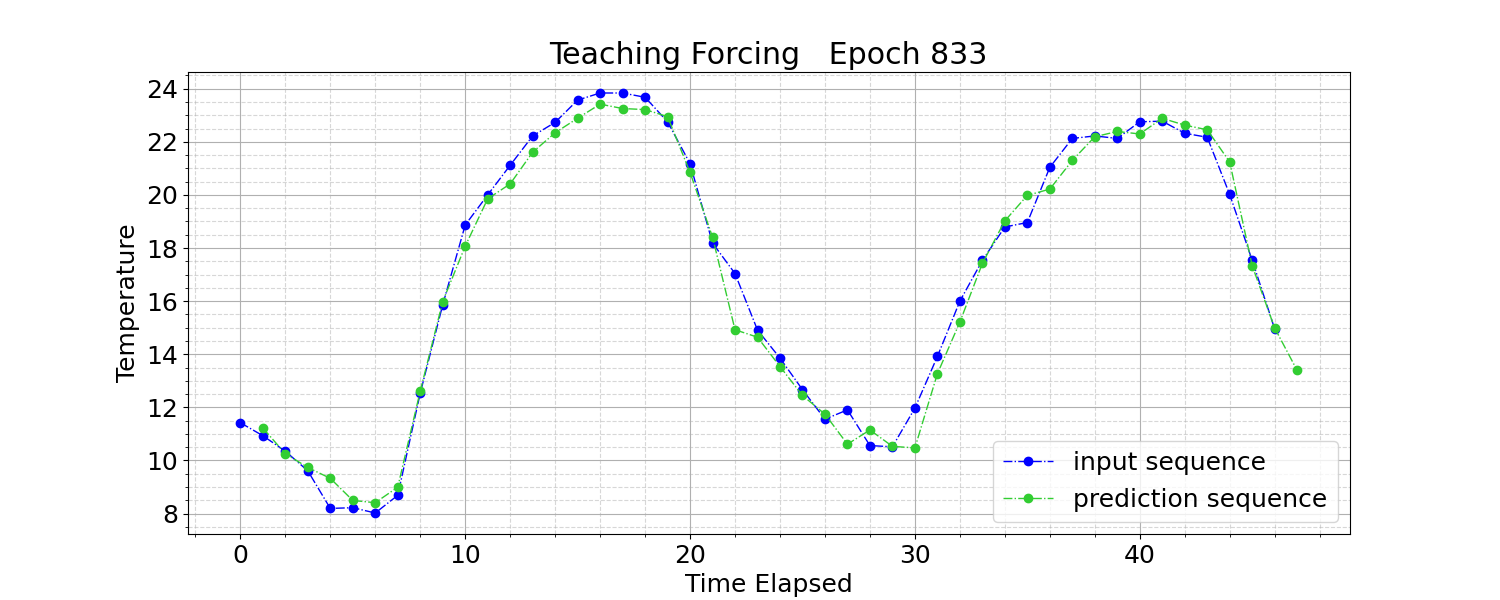 Teaching Forcing   Epoch 833
24
22
20
18
16
14
12
10
8
Temperature
input sequence
prediction sequence
0 10 20 30 40
Time Elapsed